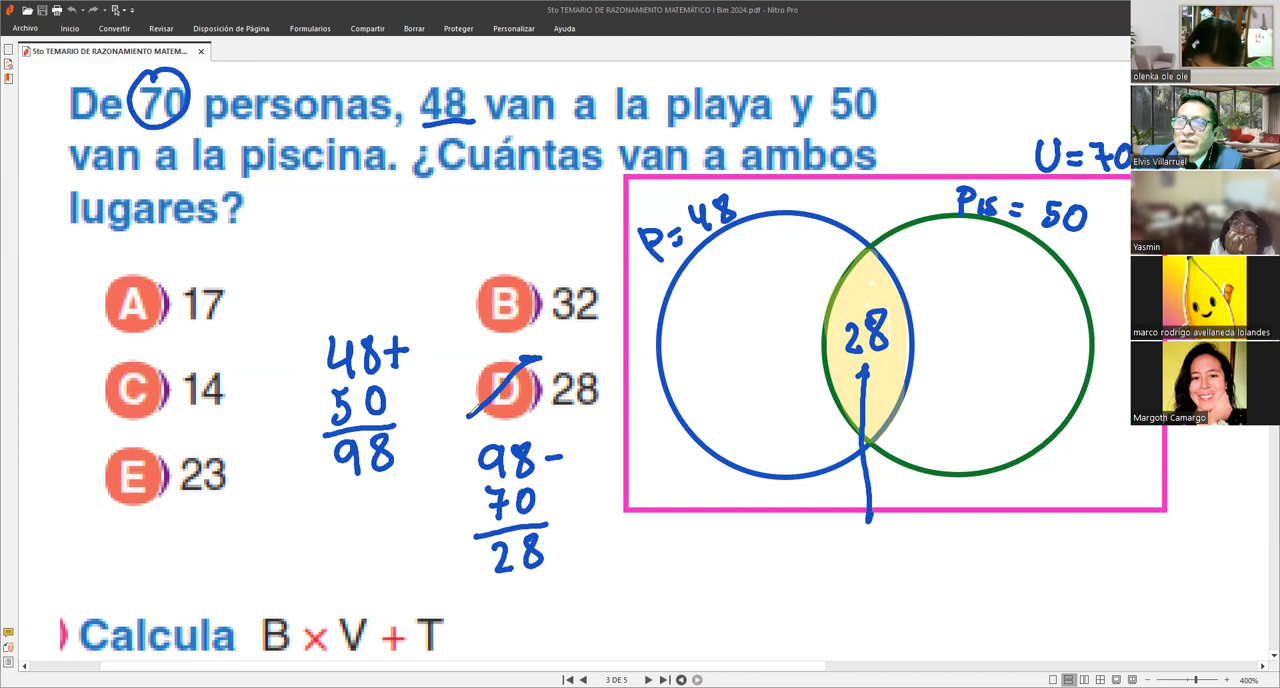 5to TEMARIO DE RAZONAMIENTO MATEMÁTICO I Bim 2024.pdf - Nitro Pro
Archivo Inicio Convertir Revisar Disposición de Página Formularios Compartir Borrar Proteger Personalizar Ayuda
5to TEMARIO DE RAZONAMIENTO MATEM...
De 70 personas, 48 van a la playa y 50
van a la piscina. ¿Cuántas van a ambos
lugares?
A) 17
B) 32
C) 14
D) 28
E) 23
48+
50
98
98-
70
28
U=70
P=48
Pis = 50
28
Calcula B × V + T
olenka ole ole
Elvis Villarruel
Yasmin
marco rodrigo avellaneda lolandes
Margoth Camargo
3 DE 5
400%